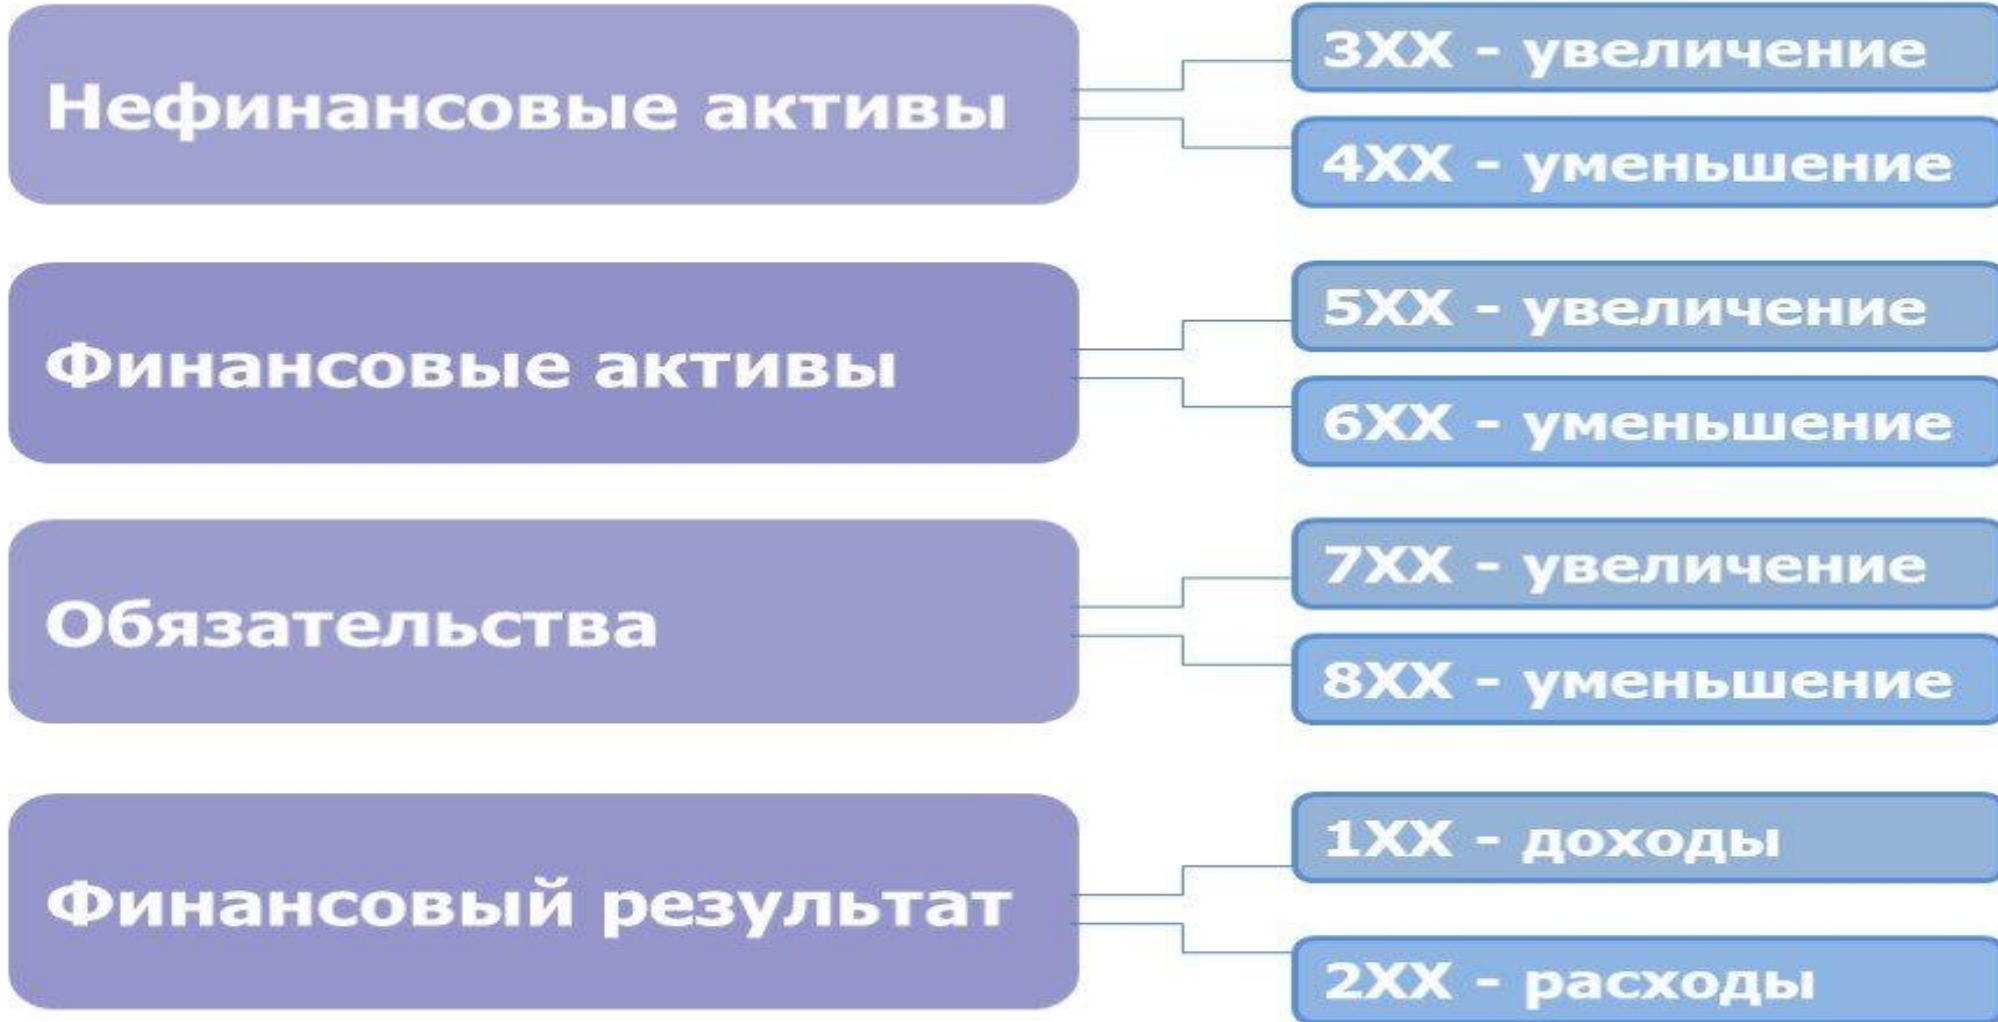 Нефинансовые активы
3XX - увеличение
4XX - уменьшение
Финансовые активы
5XX - увеличение
6XX - уменьшение
Обязательства
7XX - увеличение
8XX - уменьшение
Финансовый результат
1XX - доходы
2XX - расходы